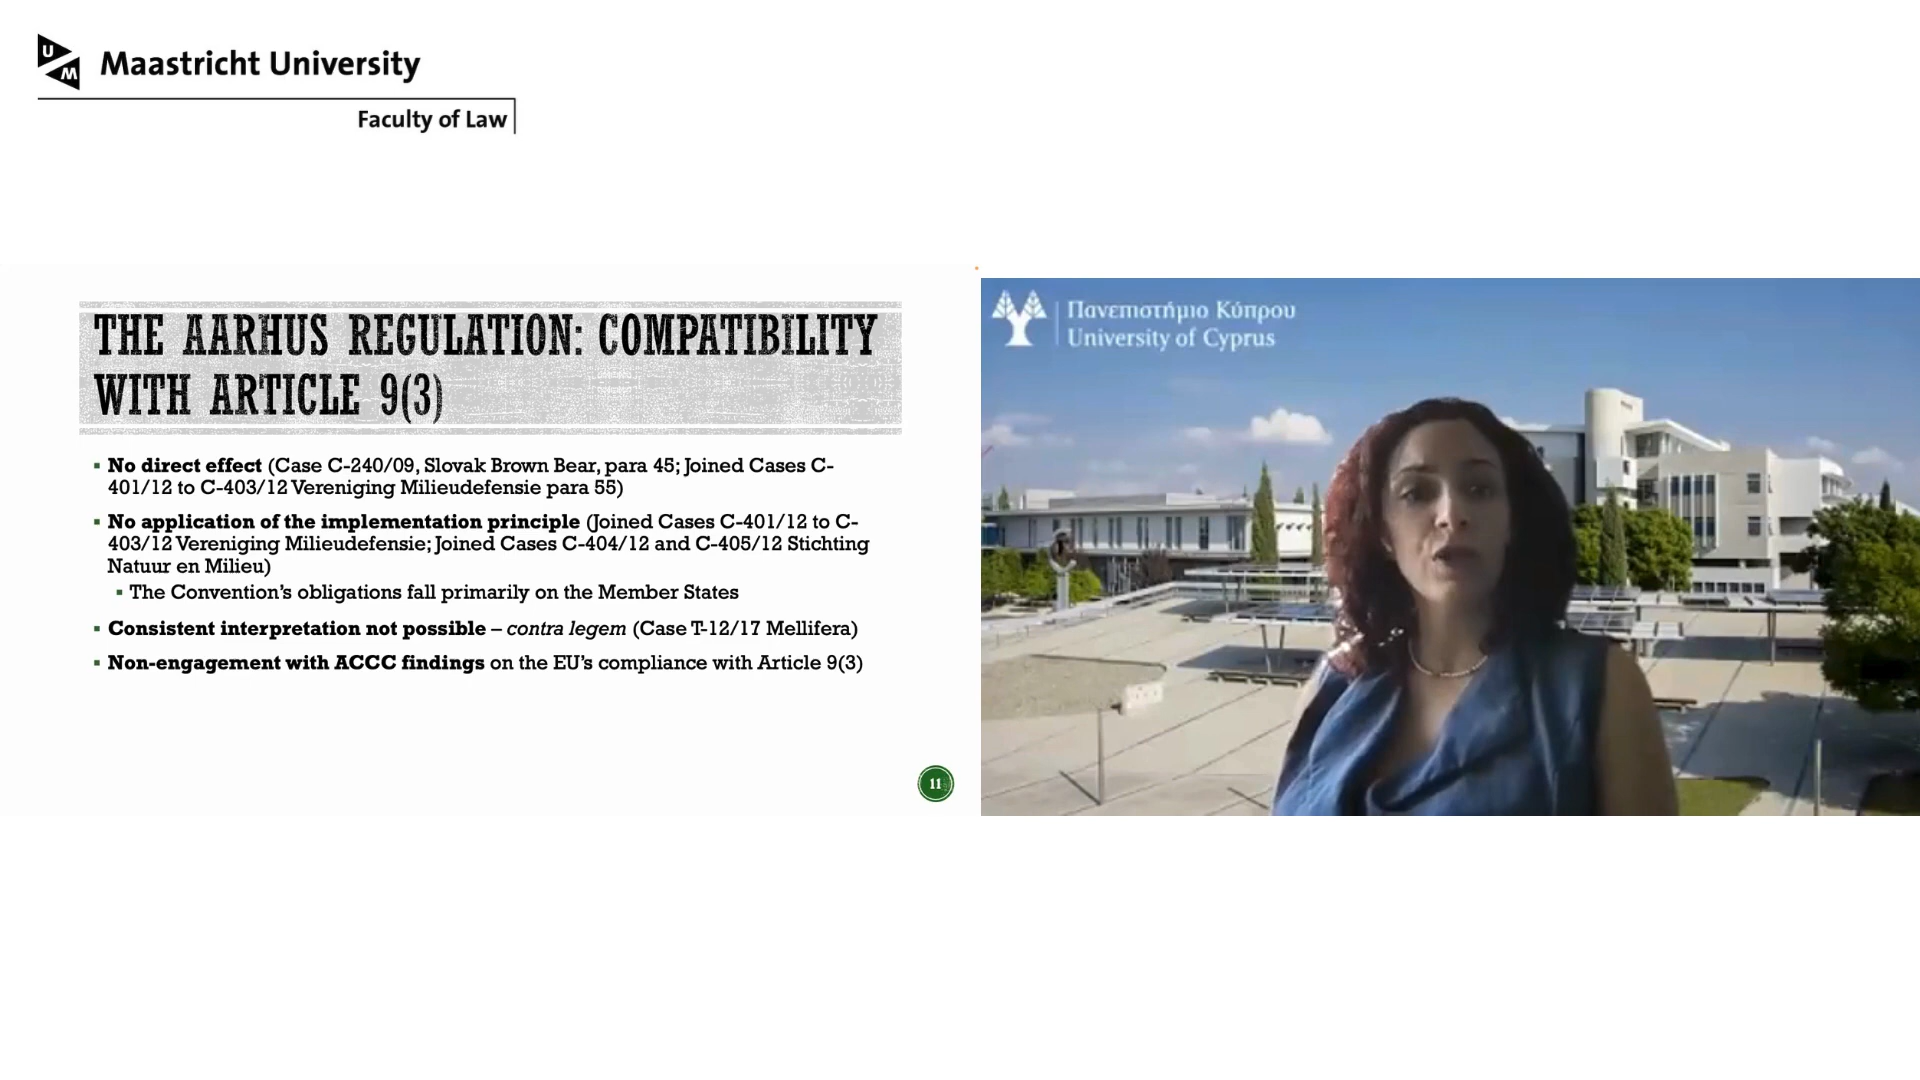 U
M
Maastricht University
Faculty of Law
THE AARHUS REGULATION: COMPATIBILITY
WITH ARTICLE 9(3)
▪ No direct effect (Case C-240/09, Slovak Brown Bear, para 45; Joined Cases C-
401/12 to C-403/12 Vereniging Milieudefensie para 55)
▪ No application of the implementation principle (Joined Cases C-401/12 to C-
403/12 Vereniging Milieudefensie; Joined Cases C-404/12 and C-405/12 Stichting
Natuur en Milieu)
▪ The Convention's obligations fall primarily on the Member States
▪ Consistent interpretation not possible – contra legem (Case T-12/17 Mellifera)
▪ Non-engagement with ACCC findings on the EU's compliance with Article 9(3)
11
Πανεπιστήμιο Κύπρου
University of Cyprus